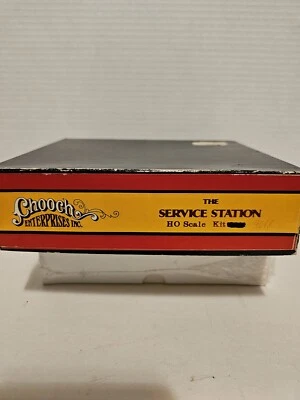 Chooch
ENTERPRISES INC.
THE
SERVICE STATION
HO Scale Kit